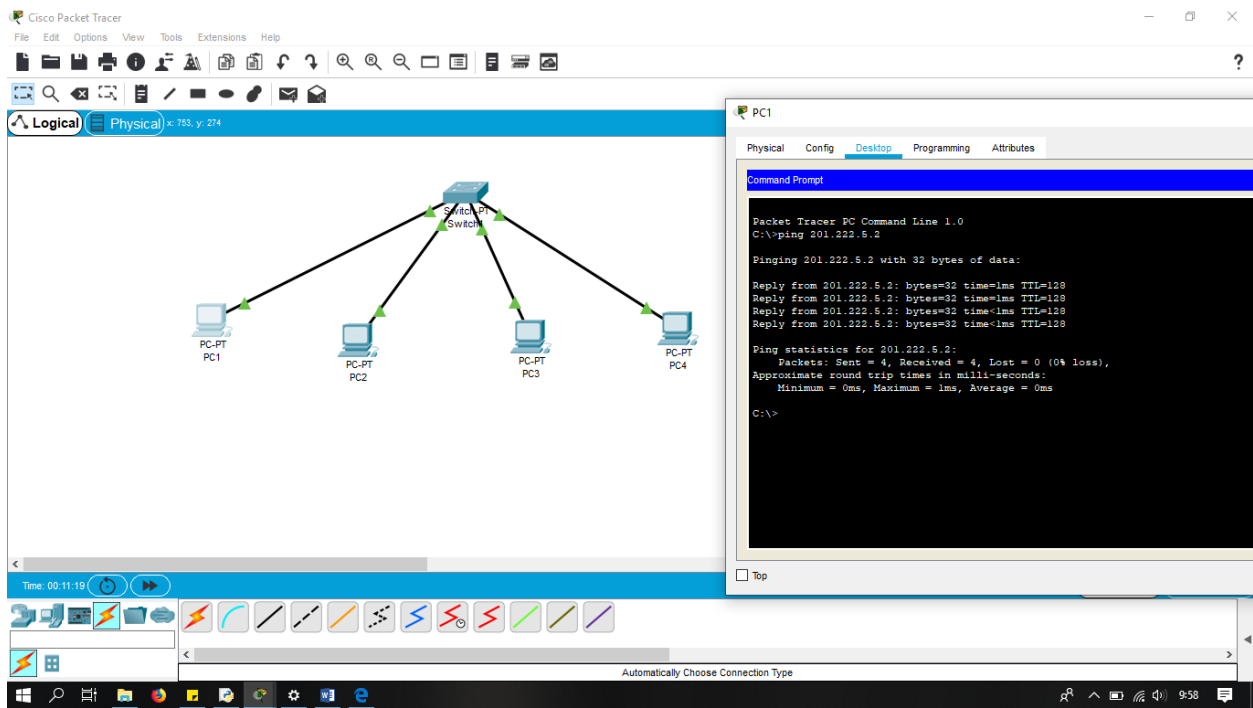 Cisco Packet Tracer
File Edit Options View Tools Extensions Help
?
Logical Physical x: 753, y: 274
Switch-PT
Switch1
PC-PT
PC1
PC-PT
PC2
PC-PT
PC3
PC-PT
PC4
PC1
Physical Config Desktop Programming Attributes
Command Prompt
Packet Tracer PC Command Line 1.0
C:\>ping 201.222.5.2
Pinging 201.222.5.2 with 32 bytes of data:
Reply from 201.222.5.2: bytes=32 time=1ms TTL=128
Reply from 201.222.5.2: bytes=32 time=1ms TTL=128
Reply from 201.222.5.2: bytes=32 time<1ms TTL=128
Reply from 201.222.5.2: bytes=32 time<1ms TTL=128
Ping statistics for 201.222.5.2:
Packets: Sent = 4, Received = 4, Lost = 0 (0% loss),
Approximate round trip times in milli-seconds:
Minimum = 0ms, Maximum = 1ms, Average = 0ms
C:\>
Top
Time: 00:11:19
Automatically Choose Connection Type
9:58